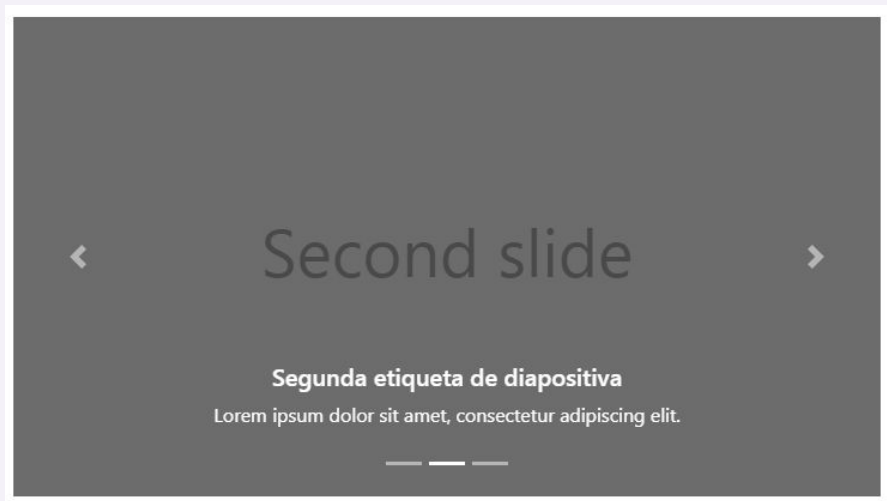 Second slide
Segunda etiqueta de diapositiva
Lorem ipsum dolor sit amet, consectetur adipiscing elit.